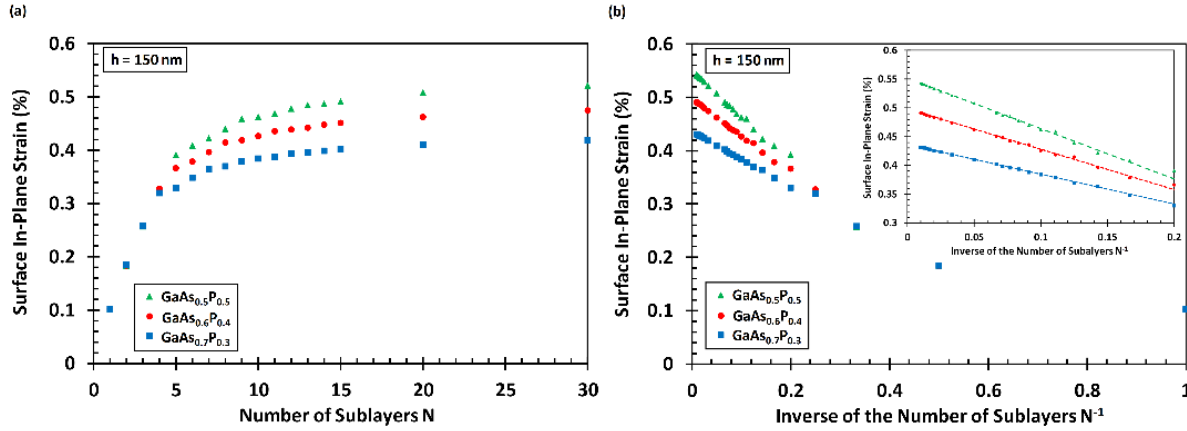 (a)
0.6
0.5
0.4
0.3
0.2
0.1
0
Surface In-Plane Strain (%)
h = 150 nm
GaAs0.5P0.5
GaAs0.6P0.4
GaAs0.7P0.3
0 5 10 15 20 25 30
Number of Sublayers N
(b)
0.6
0.5
0.4
0.3
0.2
0.1
0
Surface In-Plane Strain (%)
h = 150 nm
GaAs0.5P0.5
GaAs0.6P0.4
GaAs0.7P0.3
0 0.2 0.4 0.6 0.8 1
Inverse of the Number of Sublayers N-1
0.6
0.55
0.5
0.45
0.4
0.35
0.3
Surface In-Plane Strain (%)
0 0.05 0.1 0.15 0.2
Inverse of the Number of Sublayers N-1